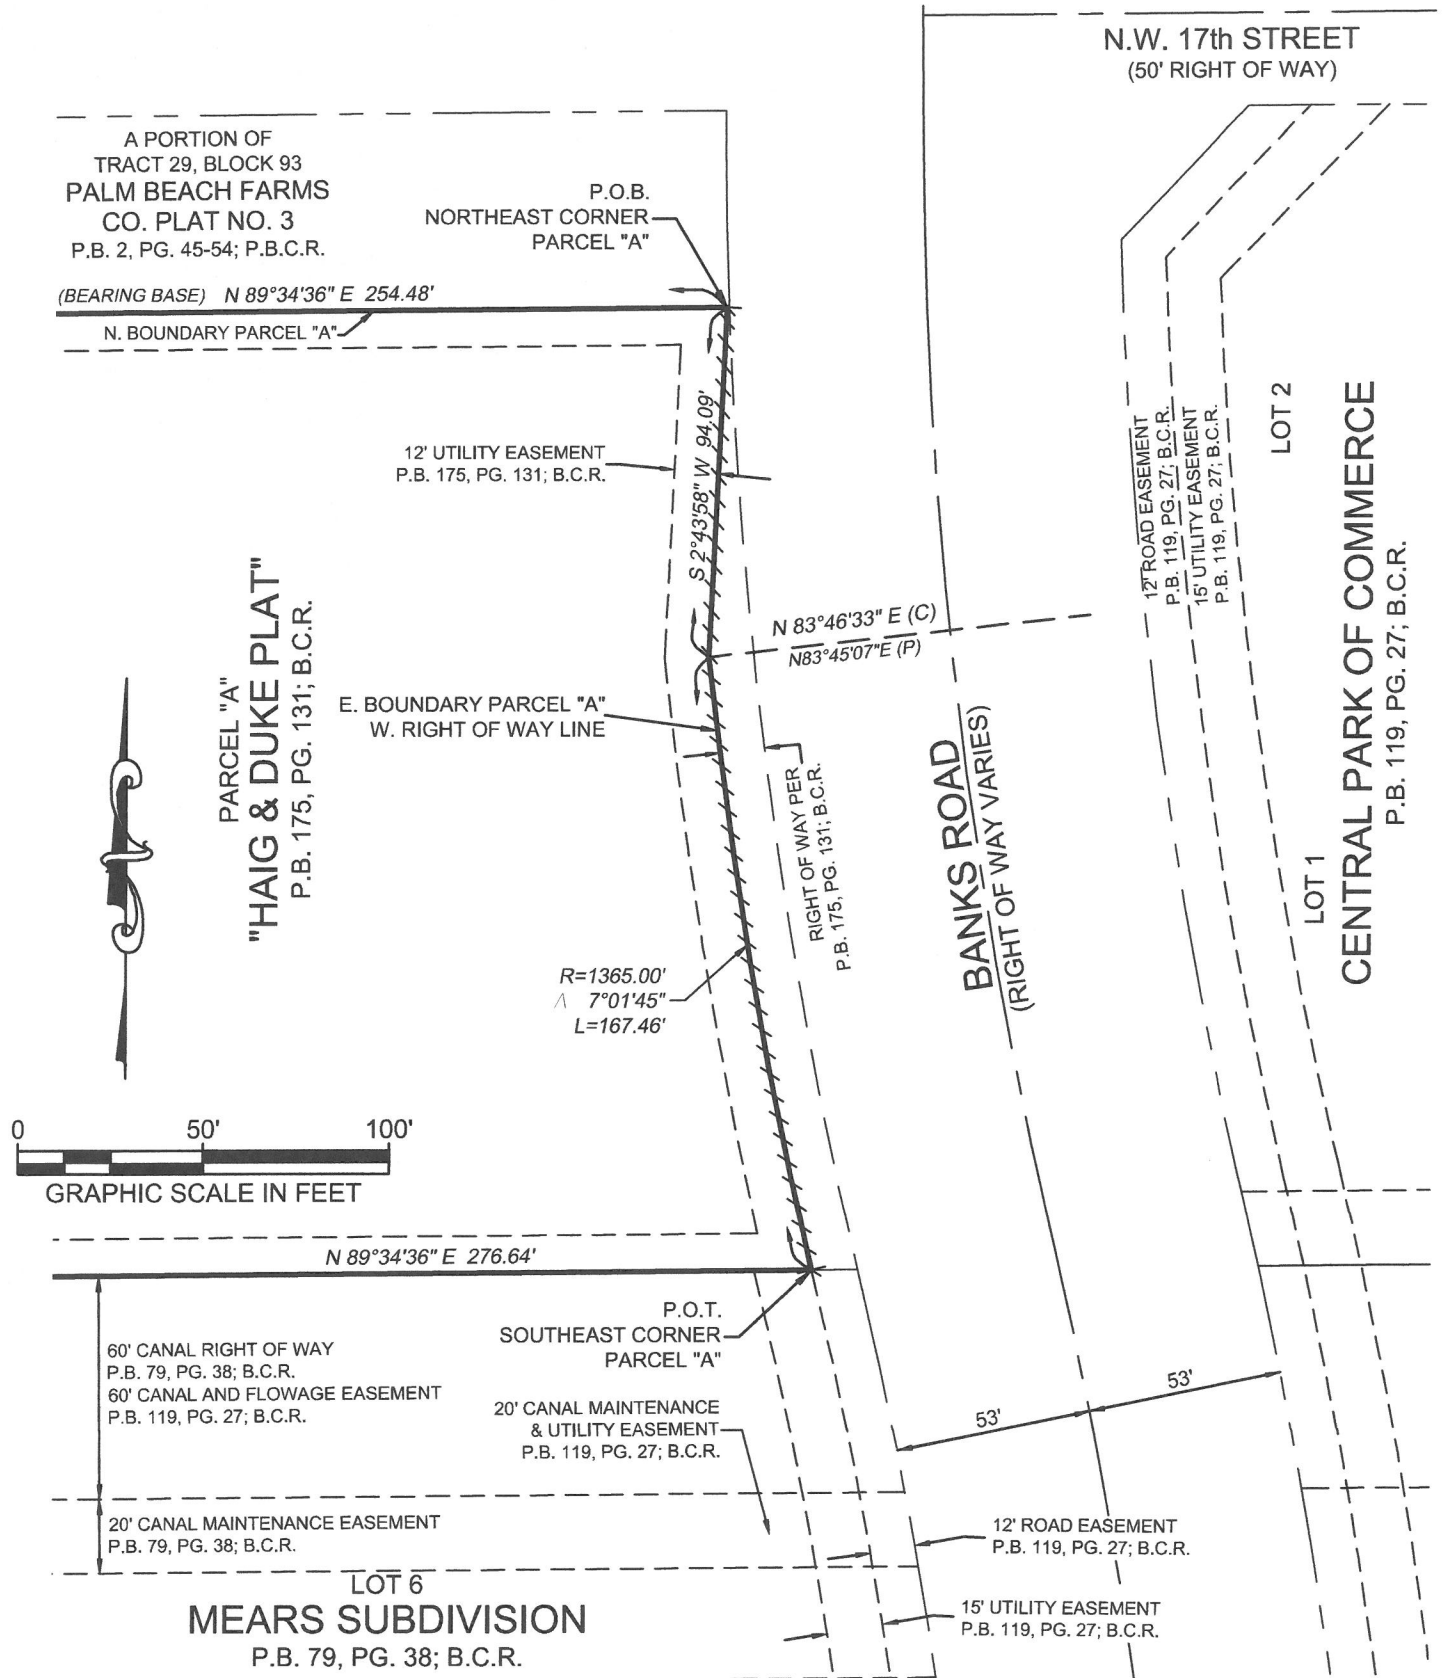 N.W. 17th STREET
(50' RIGHT OF WAY)
A PORTION OF
TRACT 29, BLOCK 93
PALM BEACH FARMS
CO. PLAT NO. 3
P.B. 2, PG. 45-54; P.B.C.R.
P.O.B.
NORTHEAST CORNER
PARCEL "A"
(BEARING BASE) N 89°34'36" E 254.48'
N. BOUNDARY PARCEL "A"
12' UTILITY EASEMENT
P.B. 175, PG. 131; B.C.R.
S 2°43'58" W 94.09'
12' ROAD EASEMENT
P.B. 119, PG. 27; B.C.R.
15' UTILITY EASEMENT
P.B. 119, PG. 27; B.C.R.
LOT 2
CENTRAL PARK OF COMMERCE
P.B. 119, PG. 27; B.C.R.
LOT 1
N 83°46'33" E (C)
N83°45'07"E (P)
PARCEL "A"
"HAIG & DUKE PLAT"
P.B. 175, PG. 131; B.C.R.
E. BOUNDARY PARCEL "A"
W. RIGHT OF WAY LINE
RIGHT OF WAY PER
P.B. 175, PG. 131; B.C.R.
BANKS ROAD
(RIGHT OF WAY VARIES)
R=1365.00'
Λ 7°01'45"
L=167.46'
0 50' 100'
GRAPHIC SCALE IN FEET
N 89°34'36" E 276.64'
P.O.T.
SOUTHEAST CORNER
PARCEL "A"
60' CANAL RIGHT OF WAY
P.B. 79, PG. 38; B.C.R.
60' CANAL AND FLOWAGE EASEMENT
P.B. 119, PG. 27; B.C.R.
20' CANAL MAINTENANCE
& UTILITY EASEMENT
P.B. 119, PG. 27; B.C.R.
53'
53'
20' CANAL MAINTENANCE EASEMENT
P.B. 79, PG. 38; B.C.R.
12' ROAD EASEMENT
P.B. 119, PG. 27; B.C.R.
15' UTILITY EASEMENT
P.B. 119, PG. 27; B.C.R.
LOT 6
MEARS SUBDIVISION
P.B. 79, PG. 38; B.C.R.